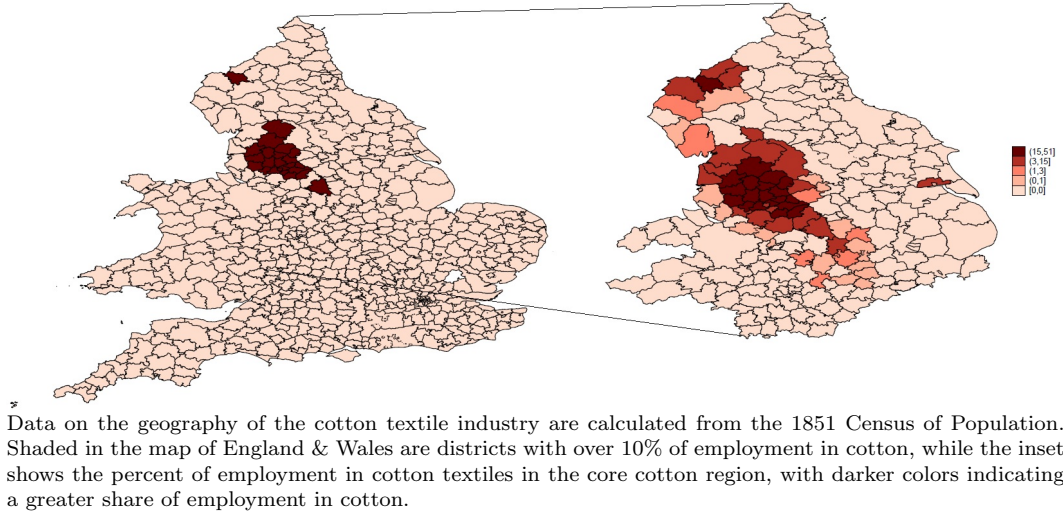 (15,51]
(3,15]
(1,3]
(0,1]
[0,0]
Data on the geography of the cotton textile industry are calculated from the 1851 Census of Population.
Shaded in the map of England & Wales are districts with over 10% of employment in cotton, while the inset
shows the percent of employment in cotton textiles in the core cotton region, with darker colors indicating
a greater share of employment in cotton.